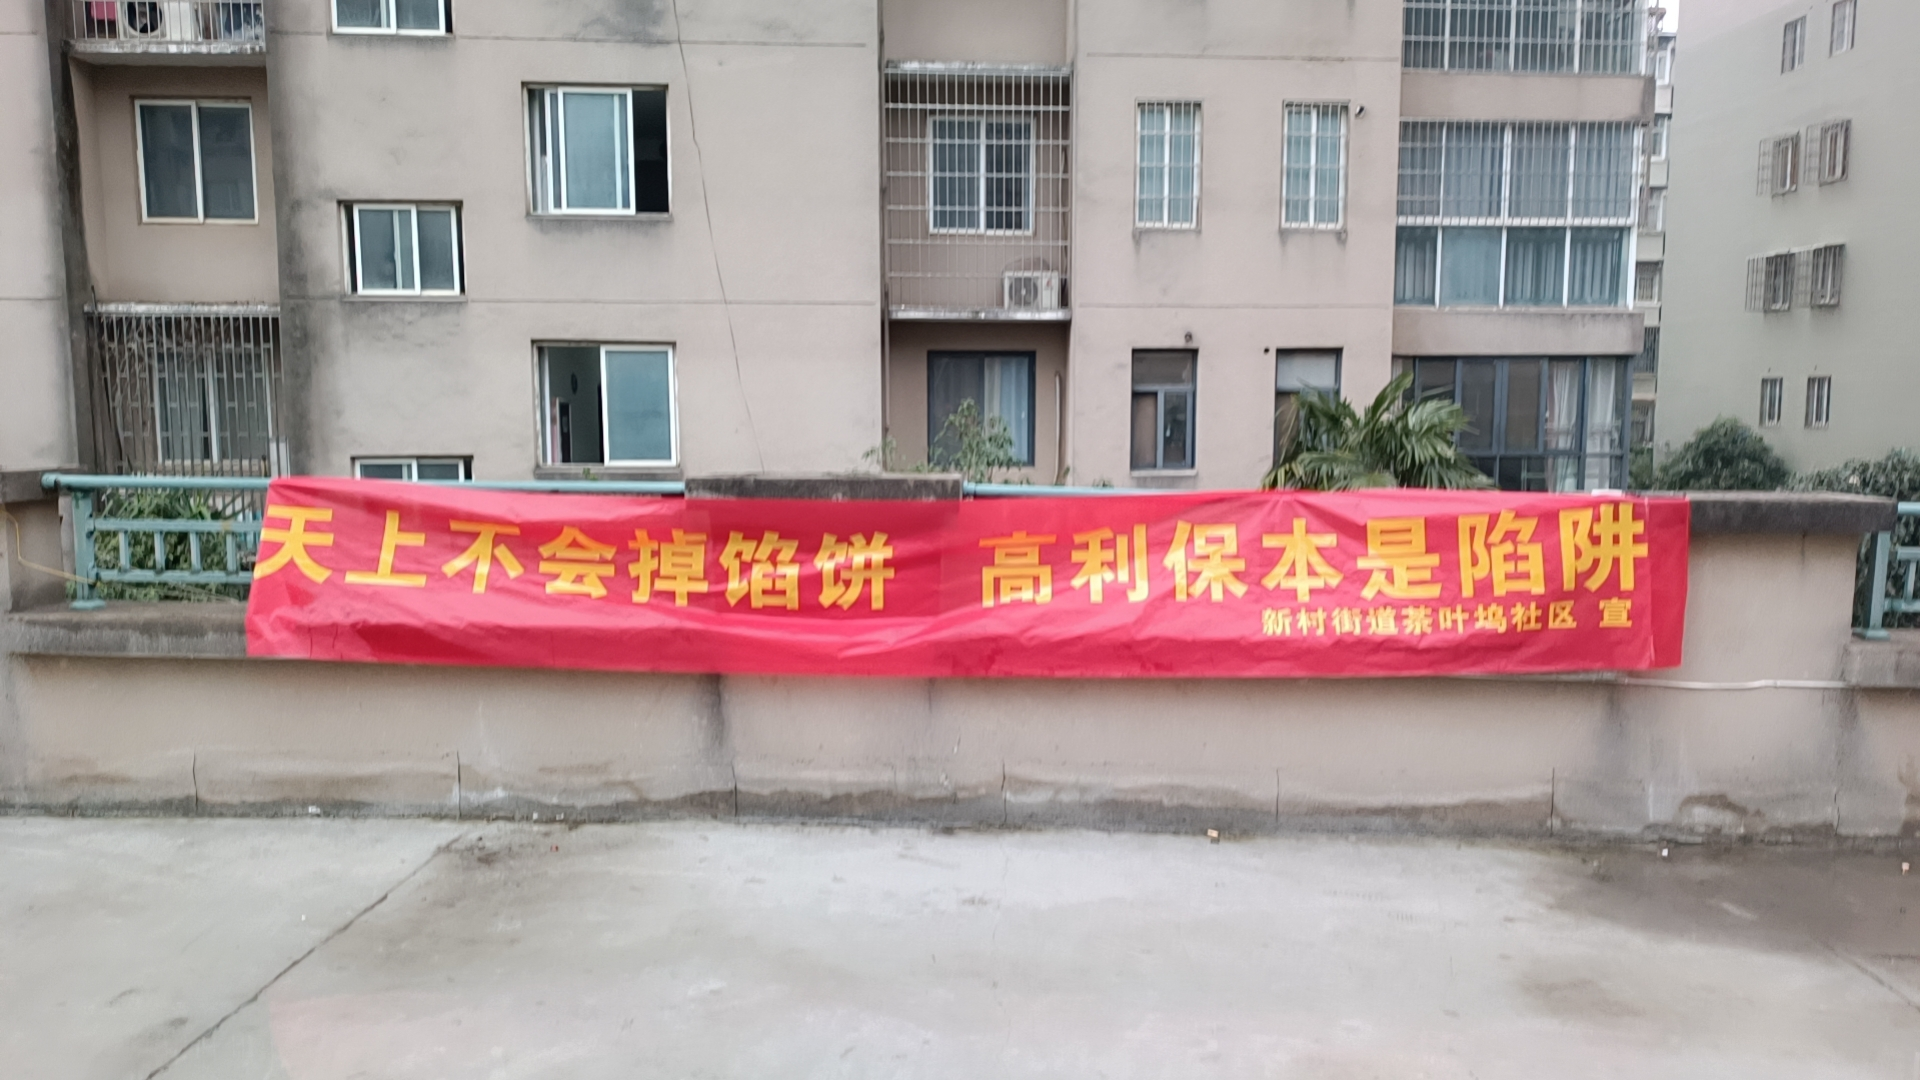 天上不会掉馅饼 高利保本是陷阱
新村街道茶叶坞社区 宣